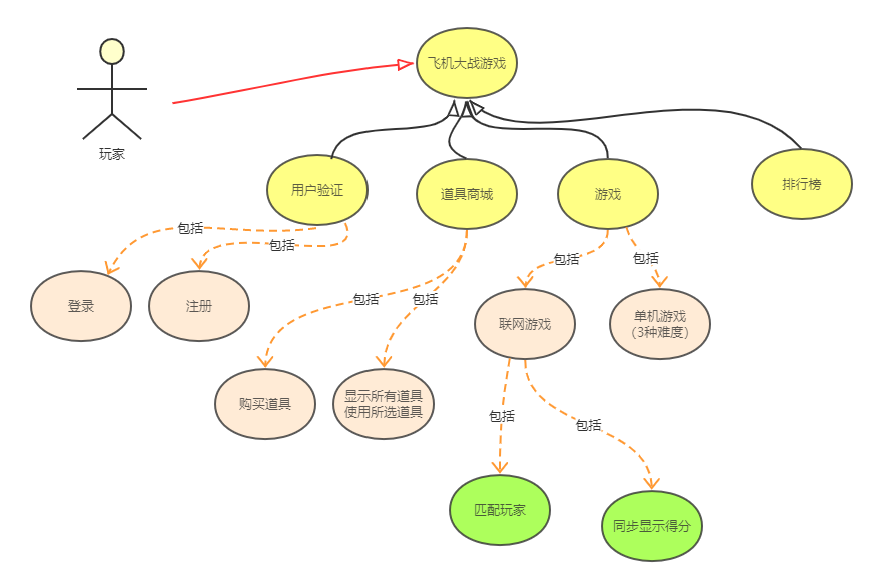 飞机大战游戏
玩家
用户验证
道具商城
游戏
排行榜
包括
包括
包括
包括
登录
注册
包括
包括
联网游戏
单机游戏
（3种难度）
购买道具
显示所有道具
使用所选道具
包括
包括
匹配玩家
同步显示得分